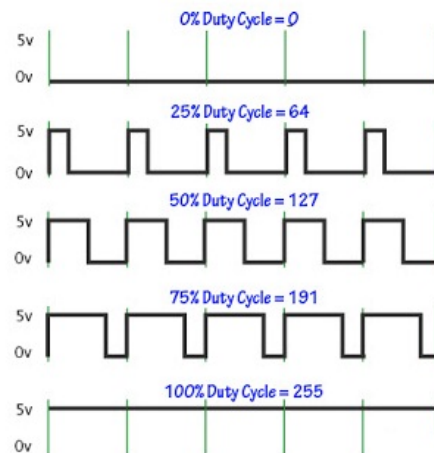 0% Duty Cycle = 0
5v
0v
25% Duty Cycle = 64
5v
0v
50% Duty Cycle = 127
5v
0v
75% Duty Cycle = 191
5v
0v
100% Duty Cycle = 255
5v
0v